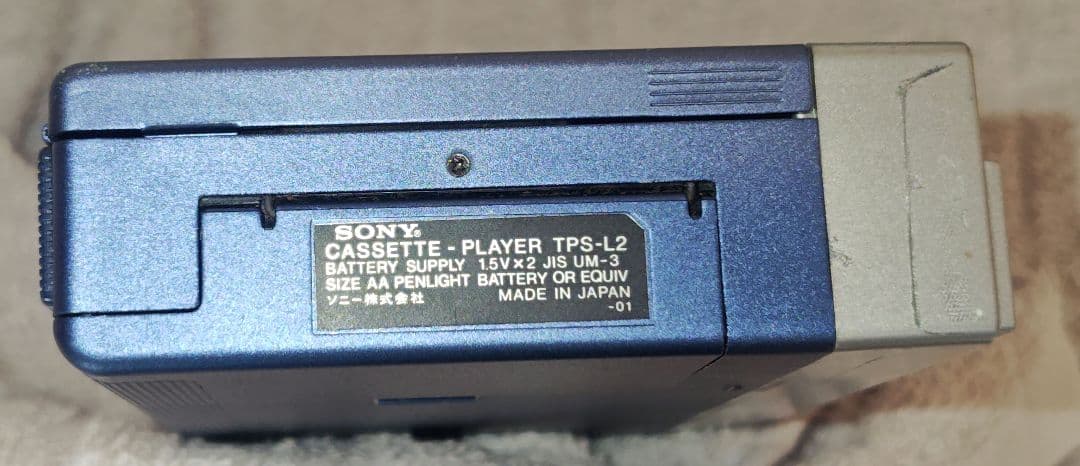 SONY®
CASSETTE-PLAYER TPS-L2
BATTERY SUPPLY 1.5V×2 JIS UM-3
SIZE AA PENLIGHT BATTERY OR EQUIV
ソニー株式会社 MADE IN JAPAN
-01